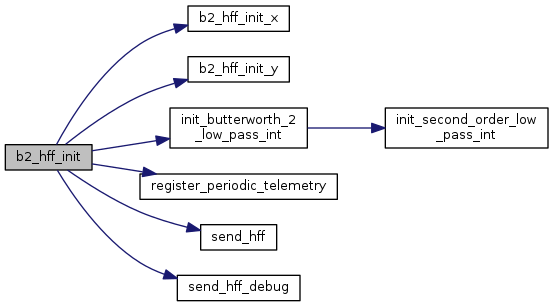 b2_hff_init_x
b2_hff_init_y
init_butterworth_2
_low_pass_int
init_second_order_low
_pass_int
b2_hff_init
register_periodic_telemetry
send_hff
send_hff_debug